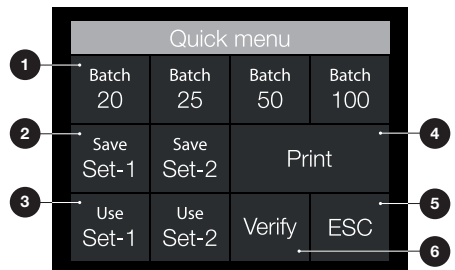 Quick menu
1
Batch Batch Batch Batch
20 25 50 100
2
Save Save
Set-1 Set-2
Print
4
3
Use Use
Set-1 Set-2
Verify ESC
5
6